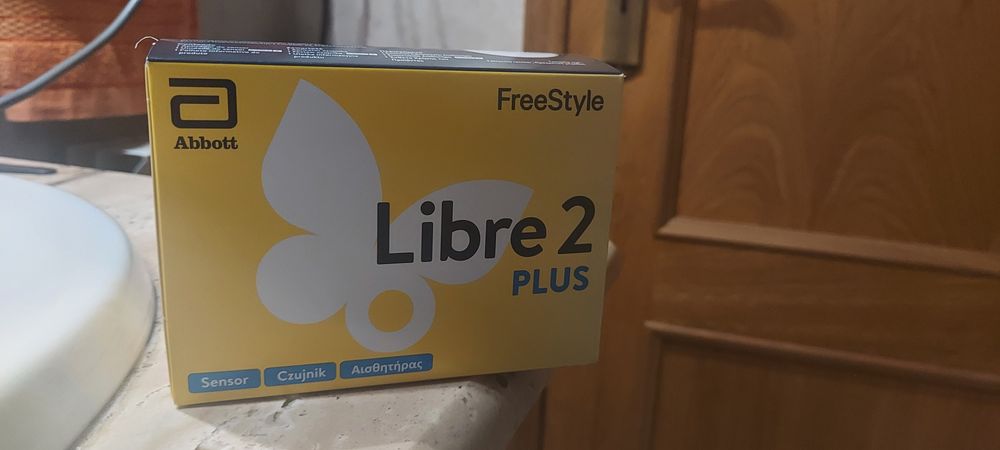 Abbott
FreeStyle
Libre 2
PLUS
Sensor
Czujnik
Αισθητήρας